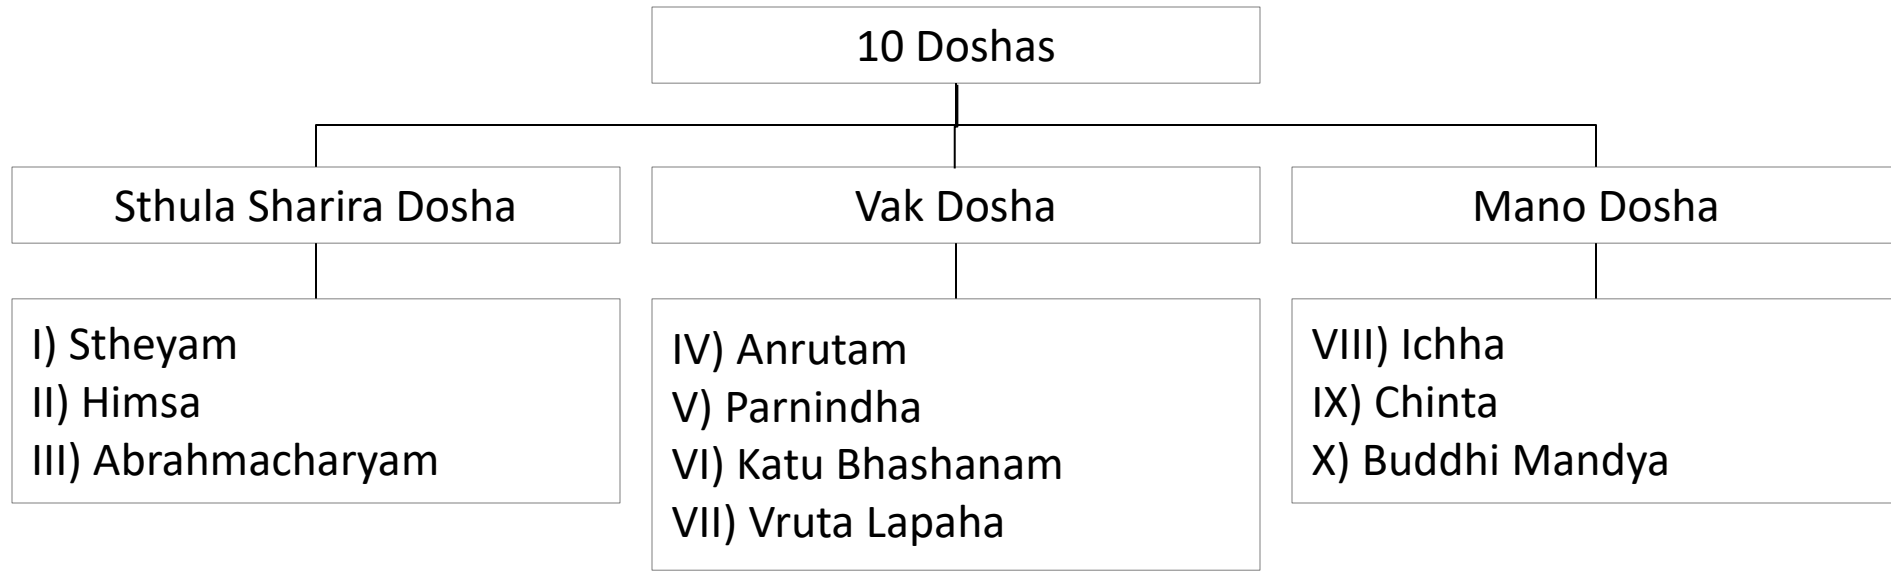 10 Doshas
Sthula Sharira Dosha
Vak Dosha
Mano Dosha
I) Stheyam
II) Himsa
III) Abrahmacharyam
IV) Anrutam
V) Parnindha
VI) Katu Bhashanam
VII) Vruta Lapaha
VIII) Ichha
IX) Chinta
X) Buddhi Mandya